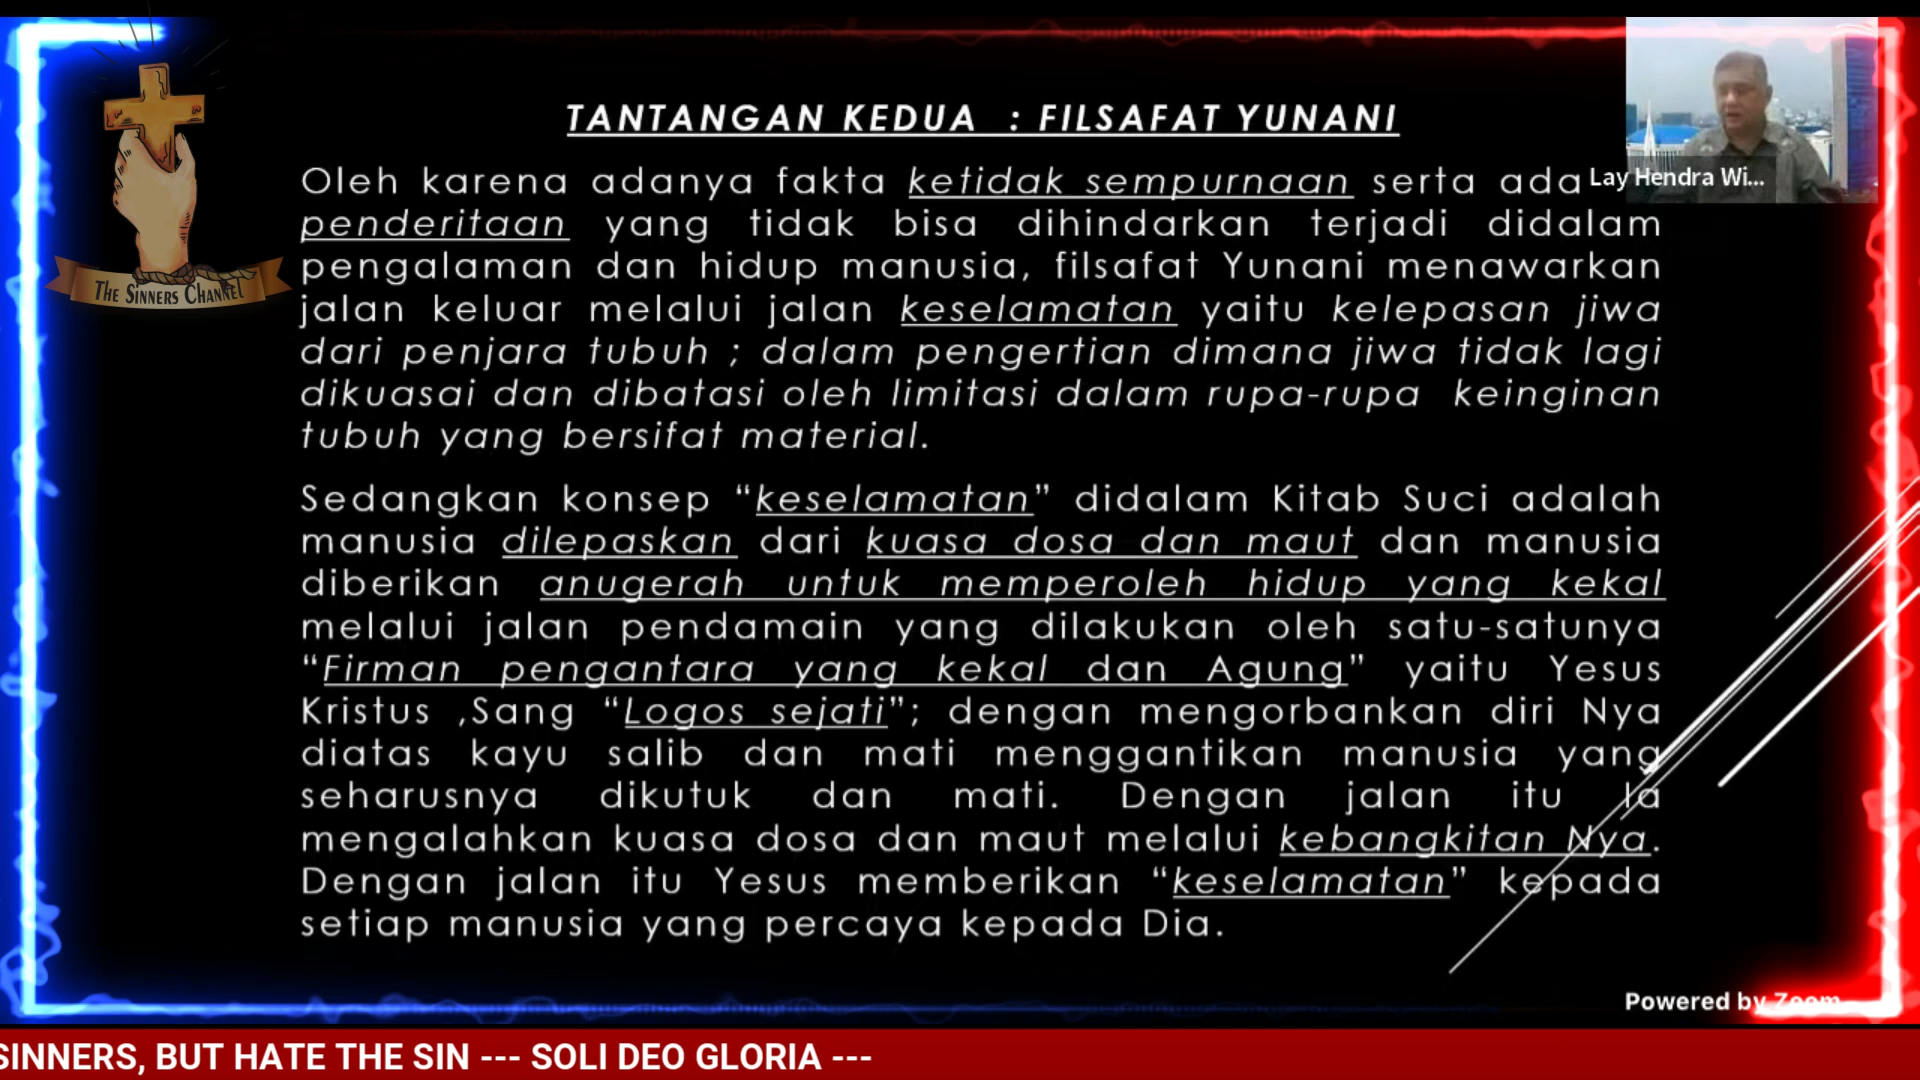 TANTANGAN KEDUA : FILSAFAT YUNANI
Oleh karena adanya fakta ketidak sempurnaan serta ada
penderitaan yang tidak bisa dihindarkan terjadi didalam
pengalaman dan hidup manusia, filsafat Yunani menawarkan
jalan keluar melalui jalan keselamatan yaitu kelepasan jiwa
dari penjara tubuh ; dalam pengertian dimana jiwa tidak lagi
dikuasai dan dibatasi oleh limitasi dalam rupa-rupa keinginan
tubuh yang bersifat material.
Sedangkan konsep “keselamatan” didalam Kitab Suci adalah
manusia dilepaskan dari kuasa dosa dan maut dan manusia
diberikan anugerah untuk memperoleh hidup yang kekal
melalui jalan pendamain yang dilakukan oleh satu-satunya
“Firman pengantara yang kekal dan Agung” yaitu Yesus
Kristus ,Sang “Logos sejati”; dengan mengorbankan diri Nya
diatas kayu salib dan mati menggantikan manusia yang
seharusnya dikutuk dan mati. Dengan jalan itu Ia
mengalahkan kuasa dosa dan maut melalui kebangkitan Nya.
Dengan jalan itu Yesus memberikan “keselamatan” kepada
setiap manusia yang percaya kepada Dia.
The Sinners Channel
Lay Hendra Wi...
Powered by Zoom
SINNERS, BUT HATE THE SIN --- SOLI DEO GLORIA ---